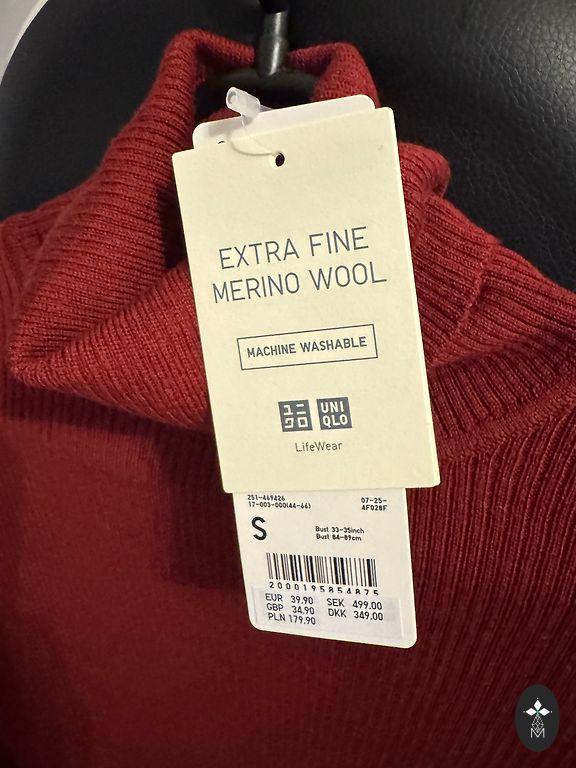 EXTRA FINE
MERINO WOOL
MACHINE WASHABLE
ユニ
クロ
UNI
QLO
LifeWear
251-469426 07-25-
17-003-000(44-66) 4F028F
S
Bust 33-35inch
Bust 84-89cm
2000195854875
EUR 39.90 SEK 499.00
GBP 34.90 DKK 349.00
PLN 179.90
M